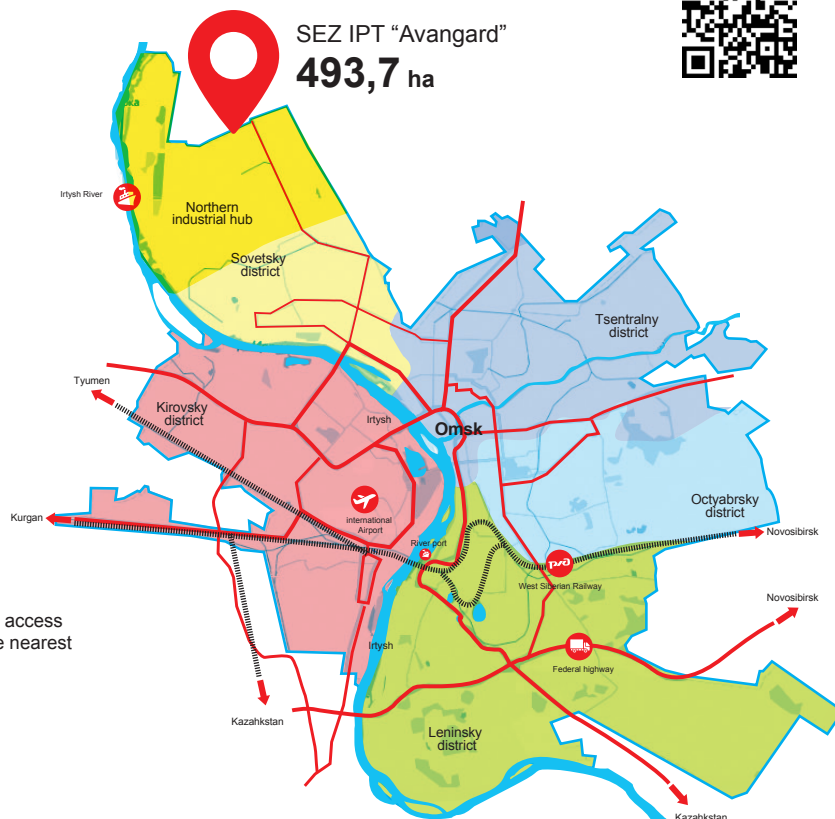 SEZ IPT “Avangard”
493,7 ha
Irtysh River
Northern
industrial hub
Sovetsky
district
Tsentralny
district
Tyumen
Kirovsky
district
Irtysh
Omsk
Octyabrsky
district
Kurgan
international
Airport
River port
Novosibirsk
West Siberian Railway
Novosibirsk
access
nearest
Irtysh
Federal highway
Kazahkstan
Leninsky
district
Kazahkstan